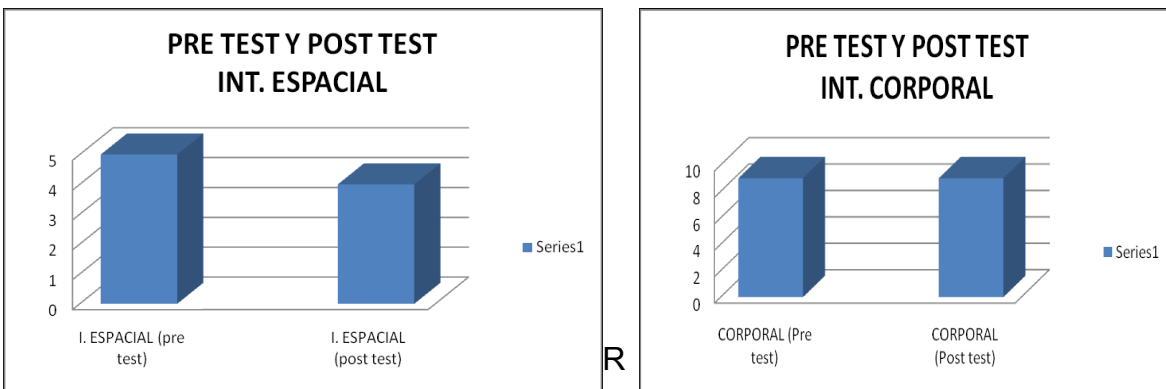 PRE TEST Y POST TEST
INT. ESPACIAL
5
4
3
2
1
0
I. ESPACIAL (pre
test)
I. ESPACIAL
(post test)
Series1
R
PRE TEST Y POST TEST
INT. CORPORAL
10
8
6
4
2
0
CORPORAL (Pre
test)
CORPORAL
(Post test)
Series1